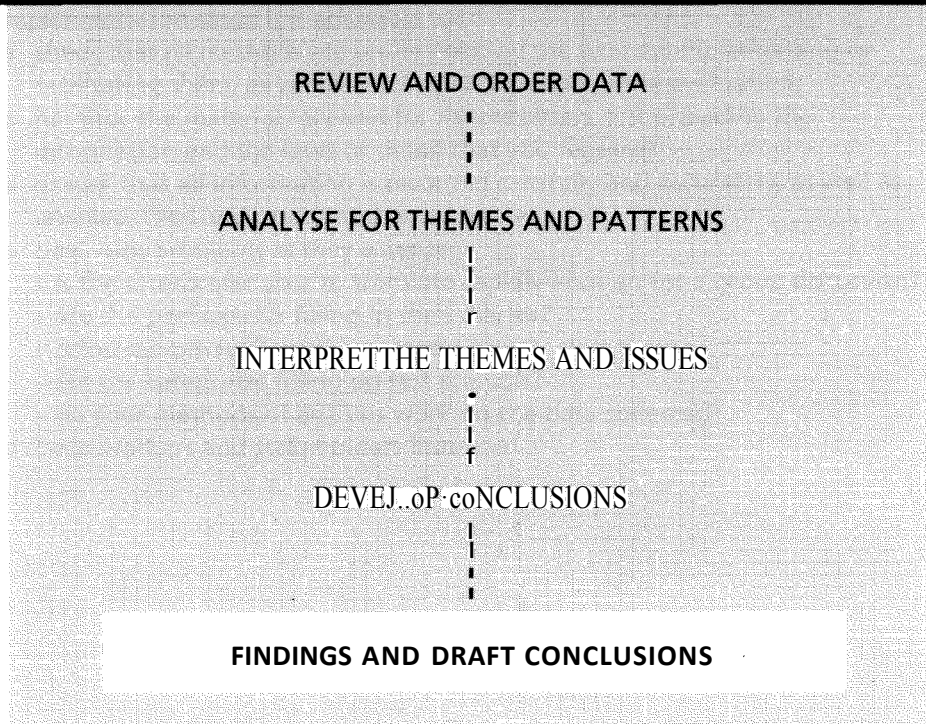 REVIEW AND ORDER DATA
ANALYSE FOR THEMES AND PATTERNS
r
INTERPRETTHE THEMES AND ISSUES
f
DEVEJ..oP·coNCLUSIONS
FINDINGS AND DRAFT CONCLUSIONS